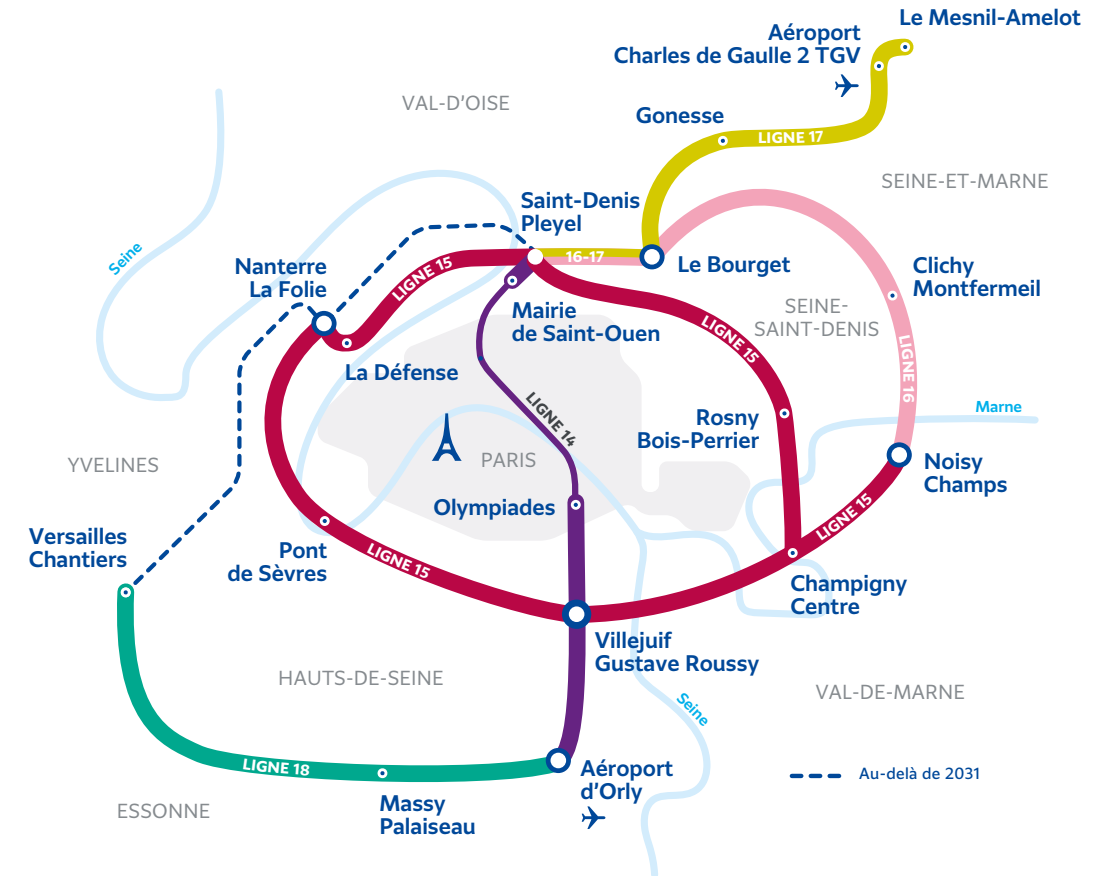 Le Mesnil-Amelot
Aéroport
Charles de Gaulle 2 TGV
VAL-D'OISE
Gonesse
LIGNE 17
SEINE-ET-MARNE
Saint-Denis
Pleyel
Seine
Nanterre
La Folie
LIGNE 15
16-17
Le Bourget
Clichy
Montfermeil
Mairie
de Saint-Ouen
SEINE-
SAINT-DENIS
LIGNE 15
LIGNE 16
La Défense
LIGNE 14
Rosny
Bois-Perrier
Marne
PARIS
YVELINES
Noisy
Champs
Olympiades
LIGNE 15
Versailles
Chantiers
Pont
de Sèvres
LIGNE 15
Champigny
Centre
Villejuif
Gustave Roussy
HAUTS-DE-SEINE
VAL-DE-MARNE
Seine
LIGNE 18
Aéroport
d'Orly
Au-delà de 2031
ESSONNE
Massy
Palaiseau